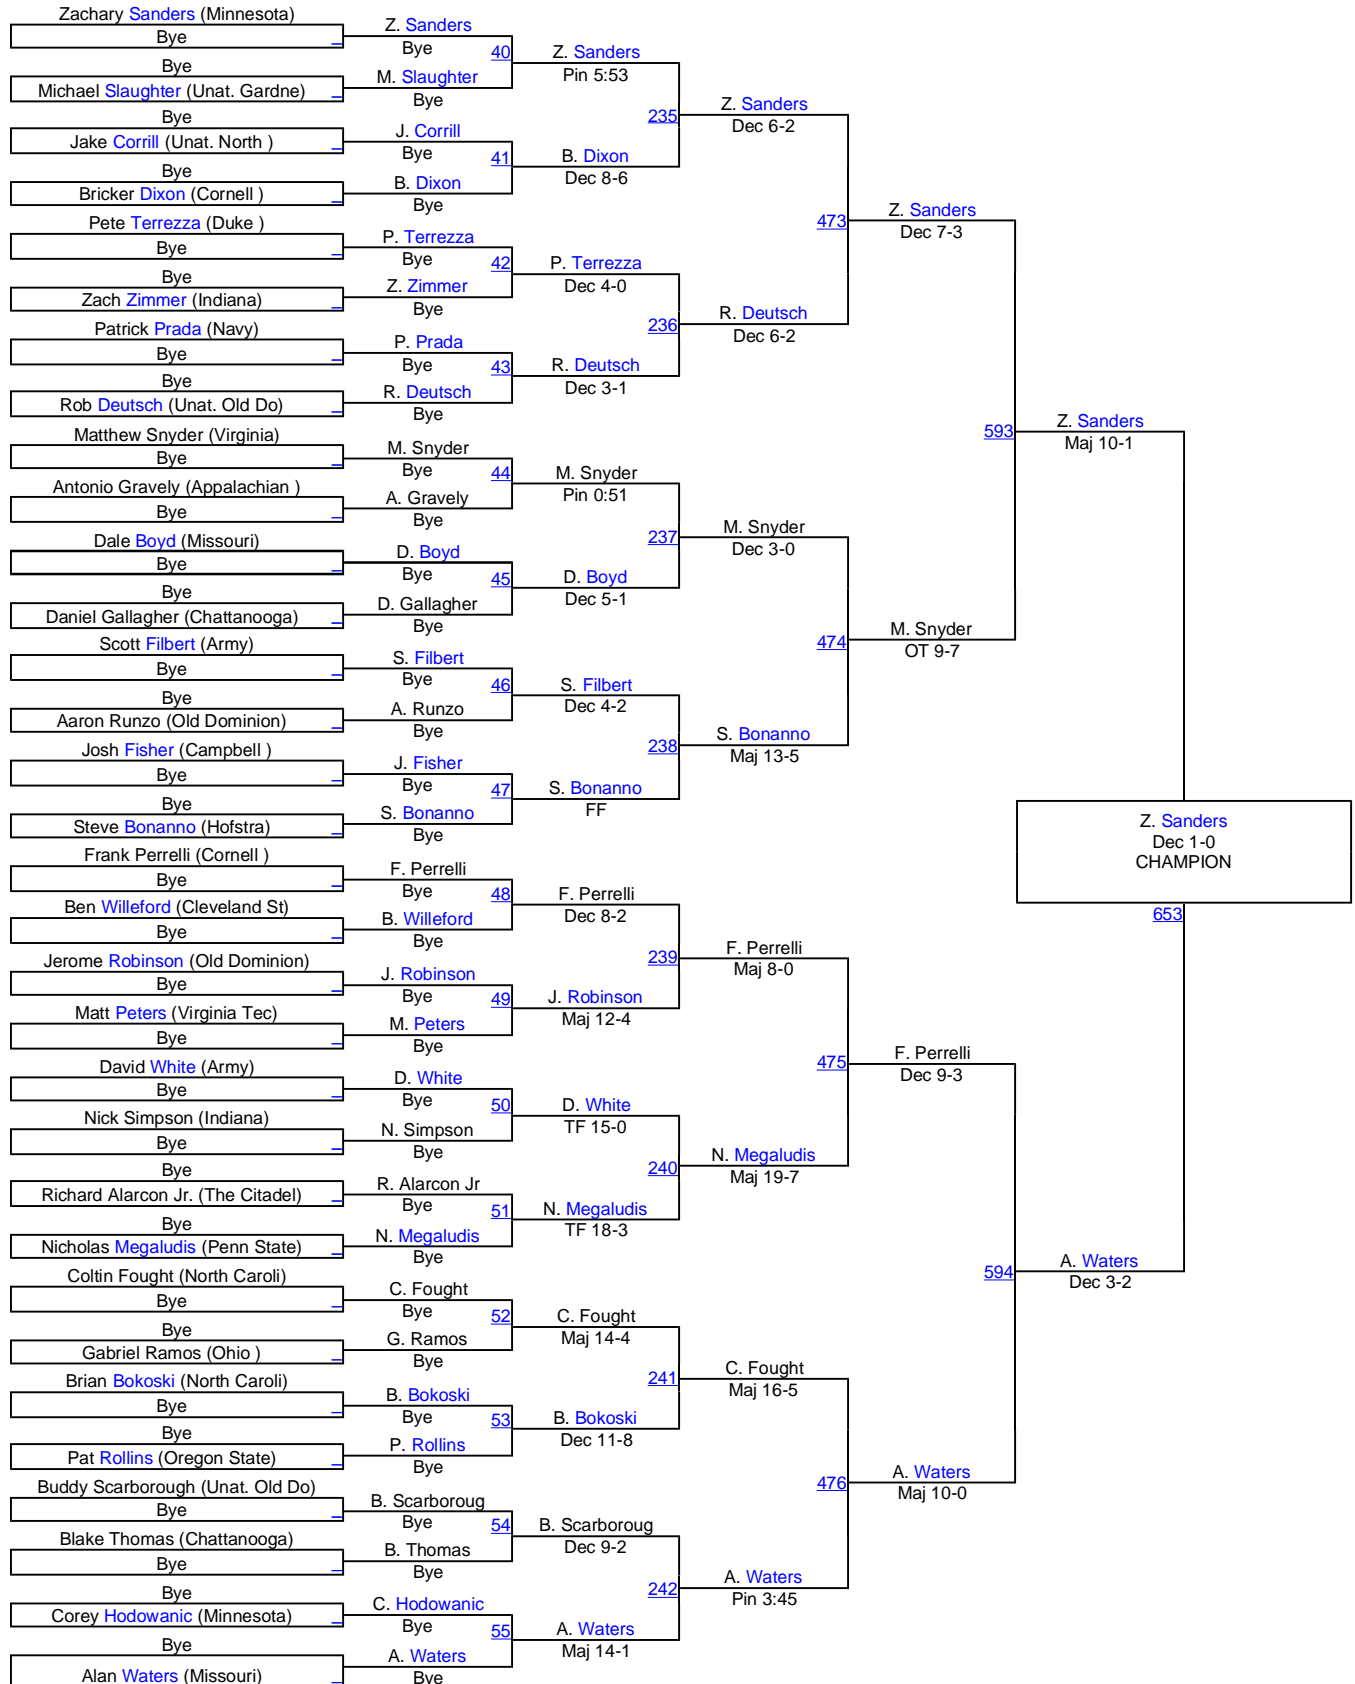 Zachary Sanders (Minnesota)
Bye
Bye
Michael Slaughter (Unat. Gardne)
Bye
Jake Corrill (Unat. North )
Bye
Bricker Dixon (Cornell )
Pete Terrezza (Duke )
Bye
Bye
Zach Zimmer (Indiana)
Patrick Prada (Navy)
Bye
Bye
Rob Deutsch (Unat. Old Do)
Matthew Snyder (Virginia)
Bye
Antonio Gravely (Appalachian )
Bye
Dale Boyd (Missouri)
Bye
Bye
Daniel Gallagher (Chattanooga)
Scott Filbert (Army)
Bye
Bye
Aaron Runzo (Old Dominion)
Josh Fisher (Campbell )
Bye
Bye
Steve Bonanno (Hofstra)
Frank Perrelli (Cornell )
Bye
Ben Willeford (Cleveland St)
Bye
Jerome Robinson (Old Dominion)
Bye
Matt Peters (Virginia Tec)
Bye
David White (Army)
Bye
Nick Simpson (Indiana)
Bye
Bye
Richard Alarcon Jr. (The Citadel)
Bye
Nicholas Megaludis (Penn State)
Coltin Fought (North Caroli)
Bye
Bye
Gabriel Ramos (Ohio )
Brian Bokoski (North Caroli)
Bye
Bye
Pat Rollins (Oregon State)
Buddy Scarborough (Unat. Old Do)
Bye
Blake Thomas (Chattanooga)
Bye
Bye
Corey Hodowanic (Minnesota)
Bye
Alan Waters (Missouri)
Z. Sanders
Bye
40
M. Slaughter
Bye
J. Corrill
Bye
41
B. Dixon
Bye
P. Terrezza
Bye
42
Z. Zimmer
Bye
P. Prada
Bye
43
R. Deutsch
Bye
M. Snyder
Bye
44
A. Gravely
Bye
D. Boyd
Bye
45
D. Gallagher
Bye
S. Filbert
Bye
46
A. Runzo
Bye
J. Fisher
Bye
47
S. Bonanno
Bye
F. Perrelli
Bye
48
B. Willeford
Bye
J. Robinson
Bye
49
M. Peters
Bye
D. White
Bye
50
N. Simpson
Bye
R. Alarcon Jr
Bye
51
N. Megaludis
Bye
C. Fought
Bye
52
G. Ramos
Bye
B. Bokoski
Bye
53
P. Rollins
Bye
B. Scarboroug
Bye
54
B. Thomas
Bye
C. Hodowanic
Bye
55
A. Waters
Bye
Z. Sanders
Pin 5:53
235
B. Dixon
Dec 8-6
P. Terrezza
Dec 4-0
236
R. Deutsch
Dec 3-1
M. Snyder
Pin 0:51
237
D. Boyd
Dec 5-1
S. Filbert
Dec 4-2
238
S. Bonanno
FF
F. Perrelli
Dec 8-2
239
J. Robinson
Maj 12-4
D. White
TF 15-0
240
N. Megaludis
TF 18-3
C. Fought
Maj 14-4
241
B. Bokoski
Dec 11-8
B. Scarboroug
Dec 9-2
242
A. Waters
Maj 14-1
Z. Sanders
Dec 6-2
473
R. Deutsch
Dec 6-2
M. Snyder
Dec 3-0
474
S. Bonanno
Maj 13-5
F. Perrelli
Maj 8-0
475
N. Megaludis
Maj 19-7
C. Fought
Maj 16-5
476
A. Waters
Pin 3:45
Z. Sanders
Dec 7-3
593
M. Snyder
OT 9-7
F. Perrelli
Dec 9-3
594
A. Waters
Maj 10-0
Z. Sanders
Maj 10-1
A. Waters
Dec 3-2
Z. Sanders
Dec 1-0
CHAMPION
653